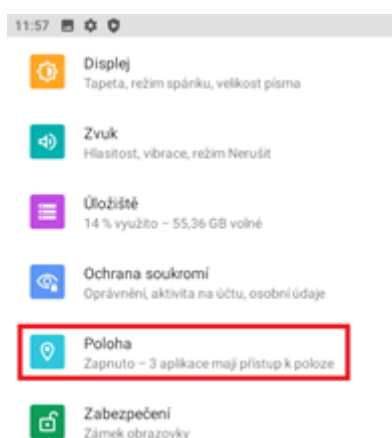 11:57
Displej
Tapeta, režim spánku, velikost písma
Zvuk
Hlasitost, vibrace, režim Nerušit
Úložiště
14 % využito – 55,36 GB volné
Ochrana soukromí
Oprávnění, aktivita na účtu, osobní údaje
Poloha
Zapnuto – 3 aplikace mají přístup k poloze
Zabezpečení
Zámek obrazovky